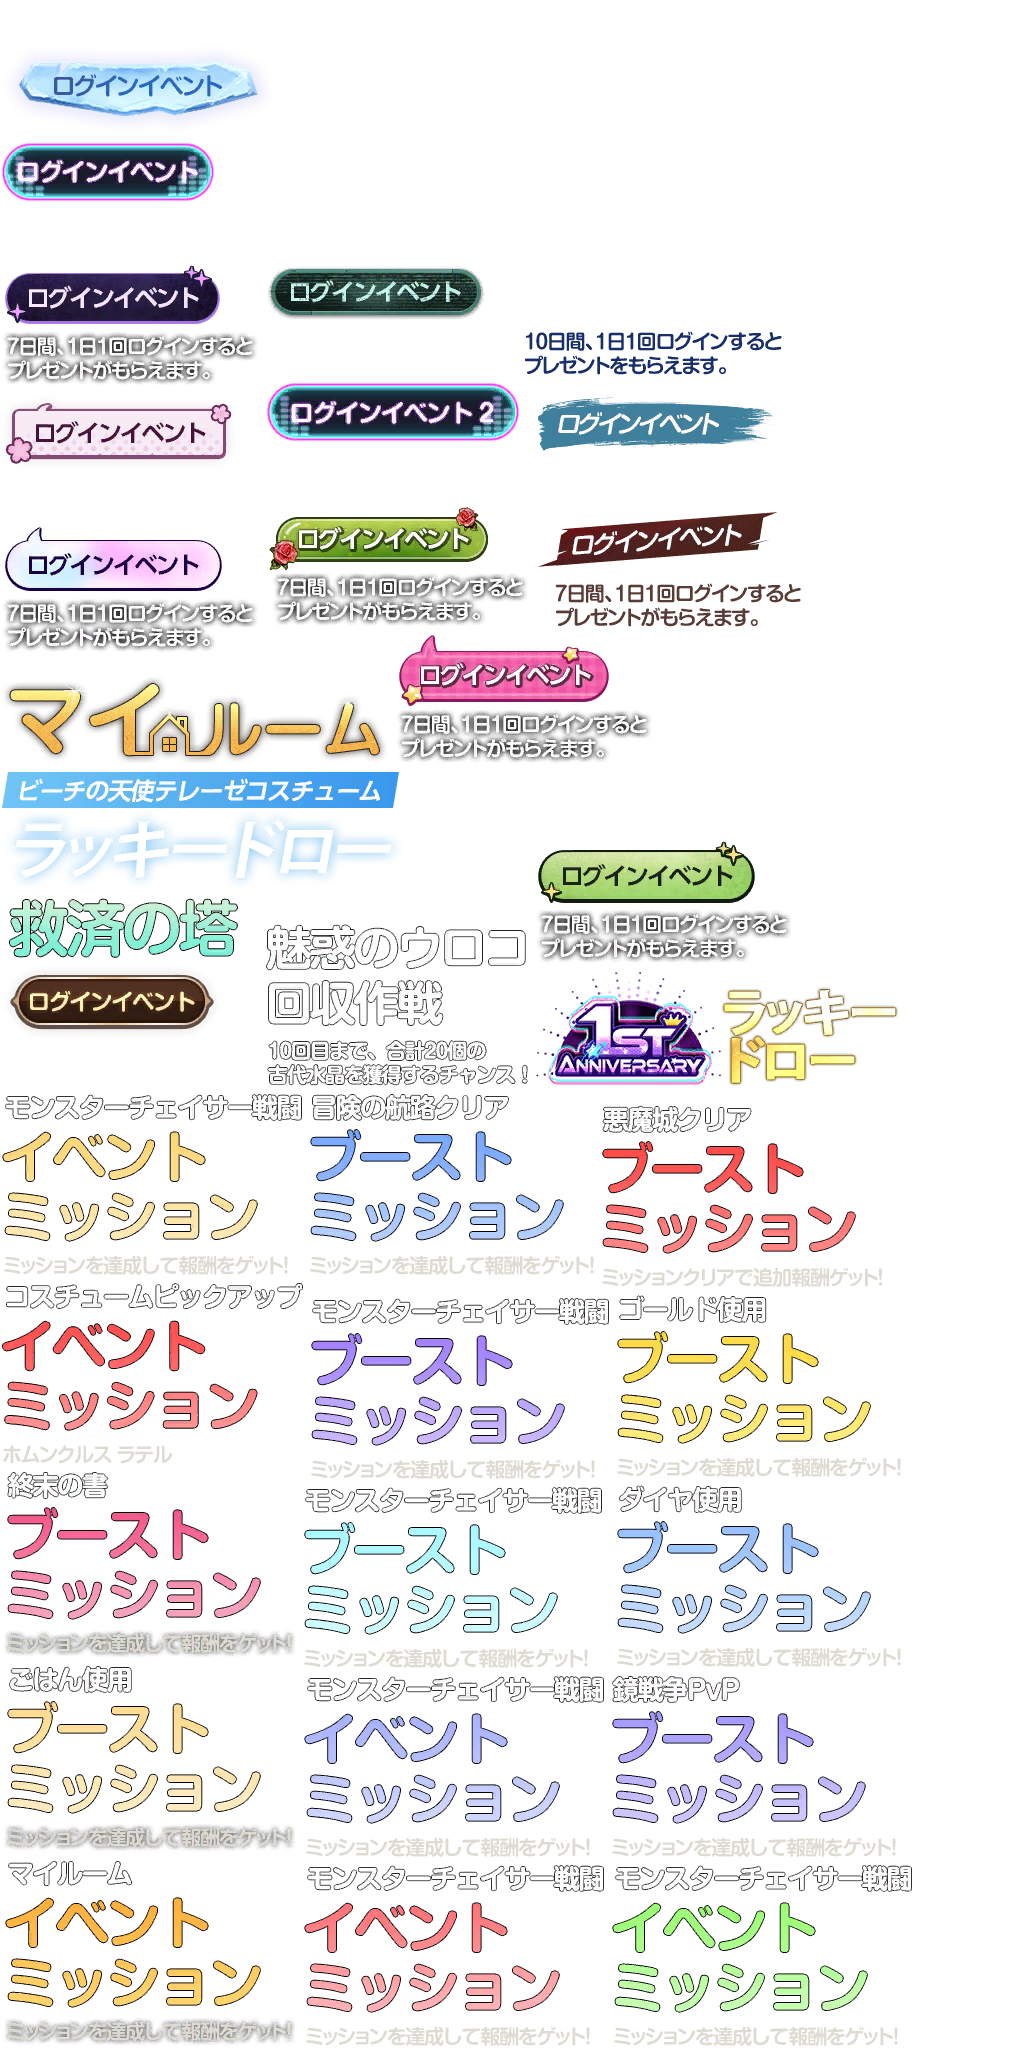 ログインイベント
ログインイベント
ログインイベント
7日間、1日1回ログインすると
プレゼントがもらえます。
ログインイベント
10日間、1日1回ログインすると
プレゼントをもらえます。
ログインイベント
ログインイベント 2
ログインイベント
ログインイベント
7日間、1日1回ログインすると
プレゼントがもらえます。
ログインイベント
7日間、1日1回ログインすると
プレゼントがもらえます。
ログインイベント
7日間、1日1回ログインすると
プレゼントがもらえます。
ログインイベント
7日間、1日1回ログインすると
プレゼントがもらえます。
マイルーム
ビーチの天使テレーゼコスチューム
ラッキードロー
救済の塔
ログインイベント
魅惑のウロコ
回収作戦
10回目まで、合計20個の
古代水晶を獲得するチャンス！
ログインイベント
7日間、1日1回ログインすると
プレゼントがもらえます。
1ST
ANNIVERSARY
ラッキー
ドロー
モンスターチェイサー戦闘
イベント
ミッション
ミッションを達成して報酬をゲット!
冒険の航路クリア
ブースト
ミッション
ミッションを達成して報酬をゲット!
悪魔城クリア
ブースト
ミッション
ミッションクリアで追加報酬ゲット!
コスチュームピックアップ
イベント
ミッション
ホムンクルス ラテル
モンスターチェイサー戦闘
ブースト
ミッション
ミッションを達成して報酬をゲット!
ゴールド使用
ブースト
ミッション
ミッションを達成して報酬をゲット!
終末の書
ブースト
ミッション
ミッションを達成して報酬をゲット!
モンスターチェイサー戦闘
ブースト
ミッション
ミッションを達成して報酬をゲット!
ダイヤ使用
ブースト
ミッション
ミッションを達成して報酬をゲット!
ごはん使用
ブースト
ミッション
ミッションを達成して報酬をゲット!
モンスターチェイサー戦闘
イベント
ミッション
ミッションを達成して報酬をゲット!
鏡戦争PvP
ブースト
ミッション
ミッションを達成して報酬をゲット!
マイルーム
イベント
ミッション
ミッションを達成して報酬をゲット!
モンスターチェイサー戦闘
イベント
ミッション
ミッションを達成して報酬をゲット!
モンスターチェイサー戦闘
イベント
ミッション
ミッションを達成して報酬をゲット!